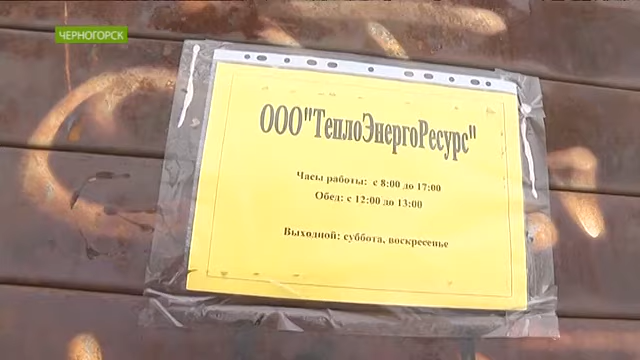 ЧЕРНОГОРСК
ООО"ТеплоЭнергоРесурс"
Часы работы: с 8:00 до 17:00
Обед: с 12:00 до 13:00
Выходной: суббота, воскресенье